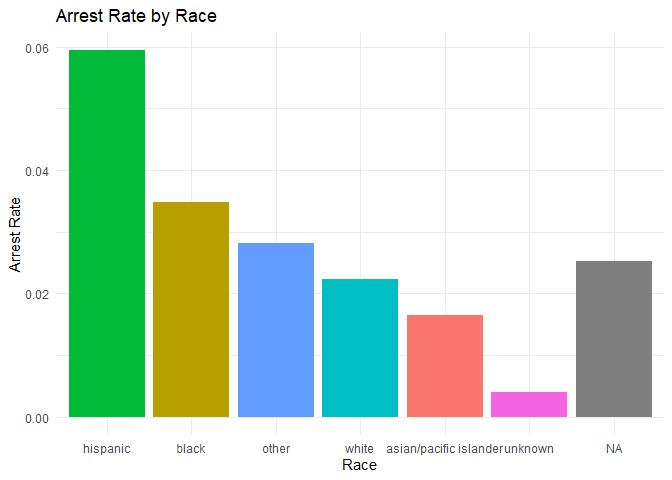 Arrest Rate by Race
0.06
0.04
0.02
0.00
Arrest Rate
hispanic black other white asian/pacific islander unknown NA
Race